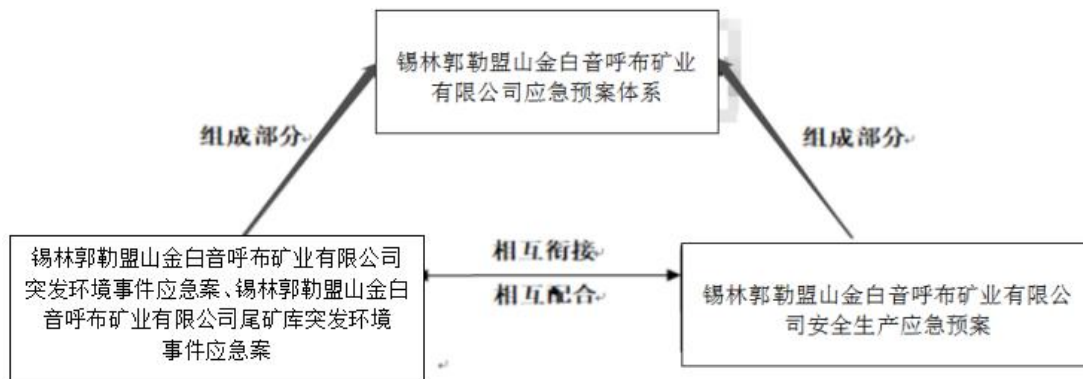 锡林郭勒盟山金白音呼布矿业
有限公司应急预案体系
组成部分
组成部分
锡林郭勒盟山金白音呼布矿业有限公司
突发环境事件应急案、锡林郭勒盟山金白
音呼布矿业有限公司尾矿库突发环境
事件应急案
相互衔接
相互配合
锡林郭勒盟山金白音呼布矿业有限公
司安全生产应急预案